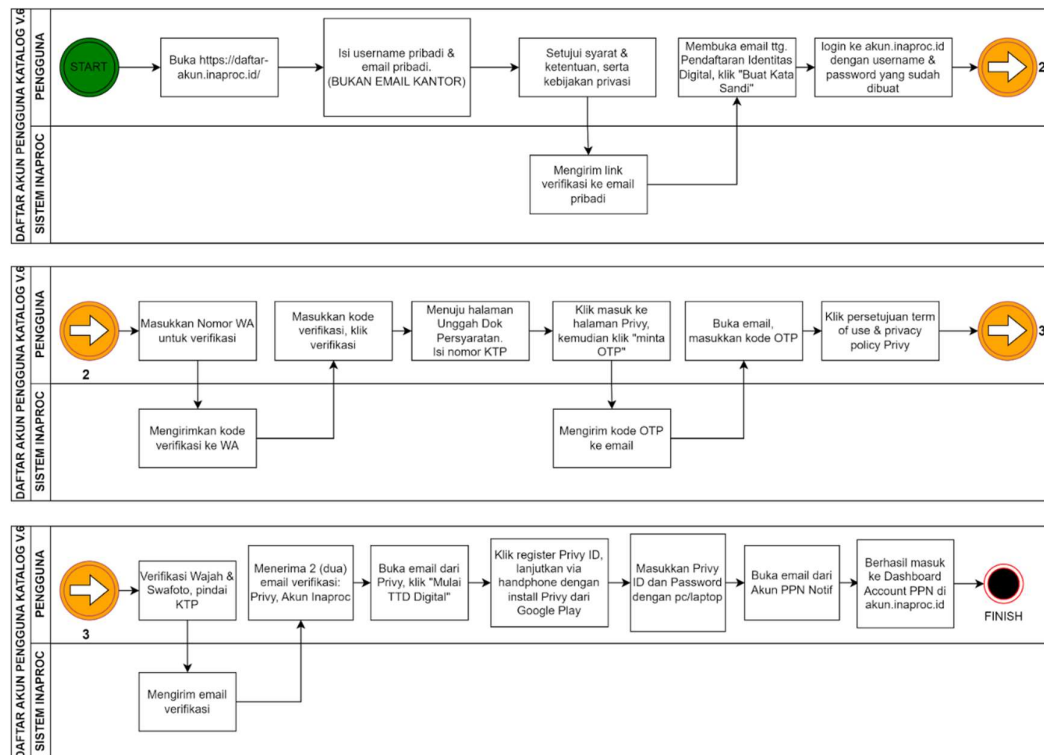 DAFTAR AKUN PENGGUNA KATALOG V.6
PENGGUNA
START
Buka https://daftar-
akun.inaproc.id/
Isi username pribadi &
email pribadi.
(BUKAN EMAIL KANTOR)
Setujui syarat &
ketentuan, serta
kebijakan privasi
Membuka email ttg.
Pendaftaran Identitas
Digital, klik "Buat Kata
Sandi"
login ke akun.inaproc.id
dengan username &
password yang sudah
dibuat
2
SISTEM INAPROC
Mengirim link
verifikasi ke email
pribadi
DAFTAR AKUN PENGGUNA KATALOG V.6
PENGGUNA
2
Masukkan Nomor WA
untuk verifikasi
Masukkan kode
verifikasi, klik
verifikasi
Menuju halaman
Unggah Dok
Persyaratan.
Isi nomor KTP
Klik masuk ke
halaman Privy,
kemudian klik "minta
OTP"
Buka email,
masukkan kode OTP
Klik persetujuan term
of use & privacy
policy Privy
3
SISTEM INAPROC
Mengirimkan kode
verifikasi ke WA
Mengirim kode OTP
ke email
DAFTAR AKUN PENGGUNA KATALOG V.6
PENGGUNA
3
Verifikasi Wajah &
Swafoto, pindai
KTP
Menerima 2 (dua)
email verifikasi:
Privy, Akun Inaproc
Buka email dari
Privy, klik "Mulai
TTD Digital"
Klik register Privy ID,
lanjutkan via
handphone dengan
install Privy dari
Google Play
Masukkan Privy
ID dan Password
dengan pc/laptop
Buka email dari
Akun PPN Notif
Berhasil masuk
ke Dashboard
Account PPN di
akun.inaproc.id
FINISH
SISTEM INAPROC
Mengirim email
verifikasi